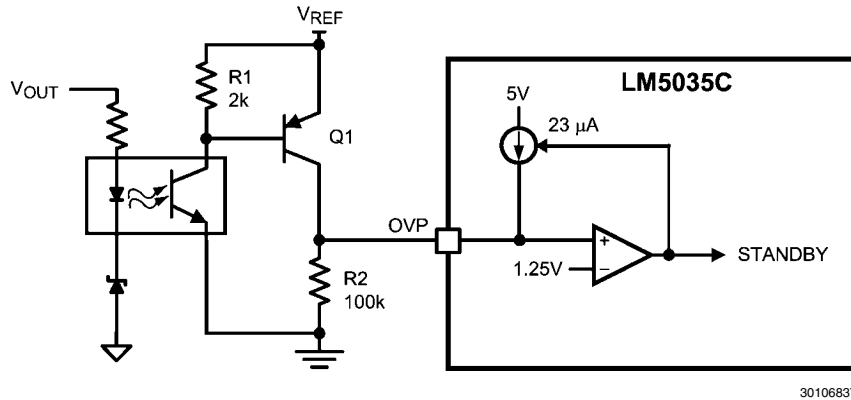 VREF
VOUT
R1
2k
Q1
OVP
R2
100k
LM5035C
5V
23 μA
+
1.25V
−
STANDBY
3010683